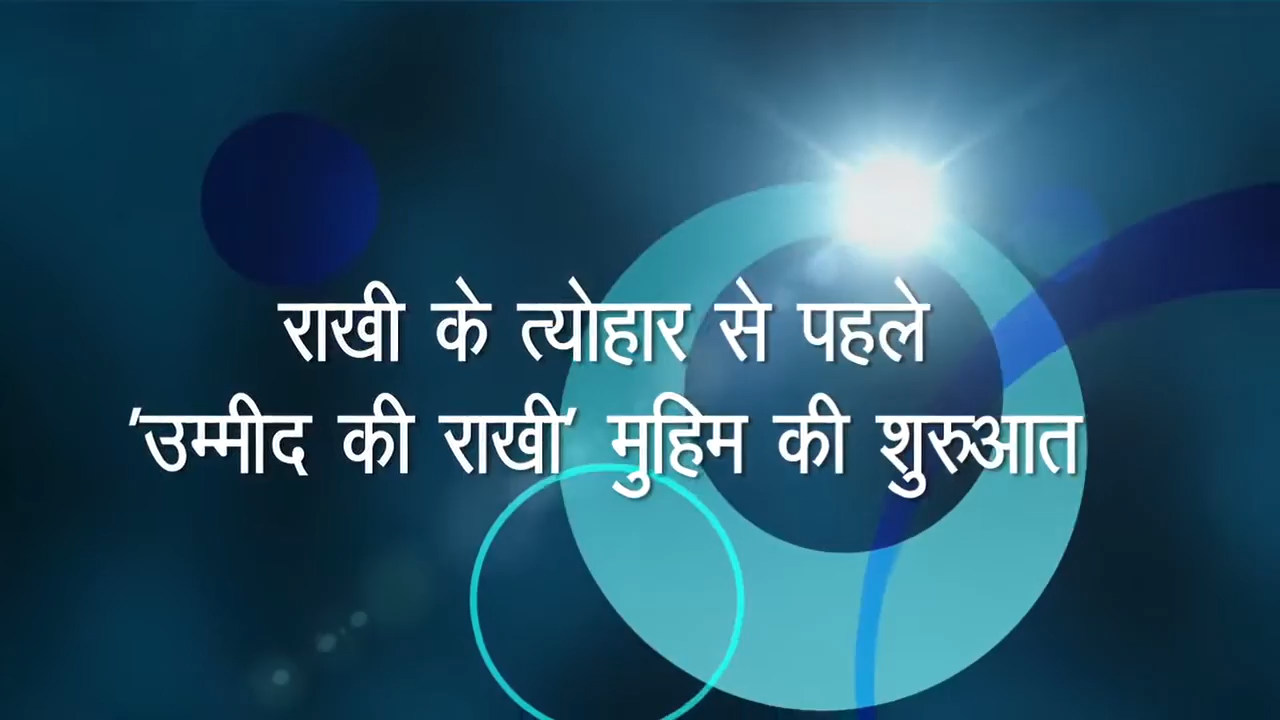 राखी के त्योहार से पहले
'उम्मीद की राखी' मुहिम की शुरुआत